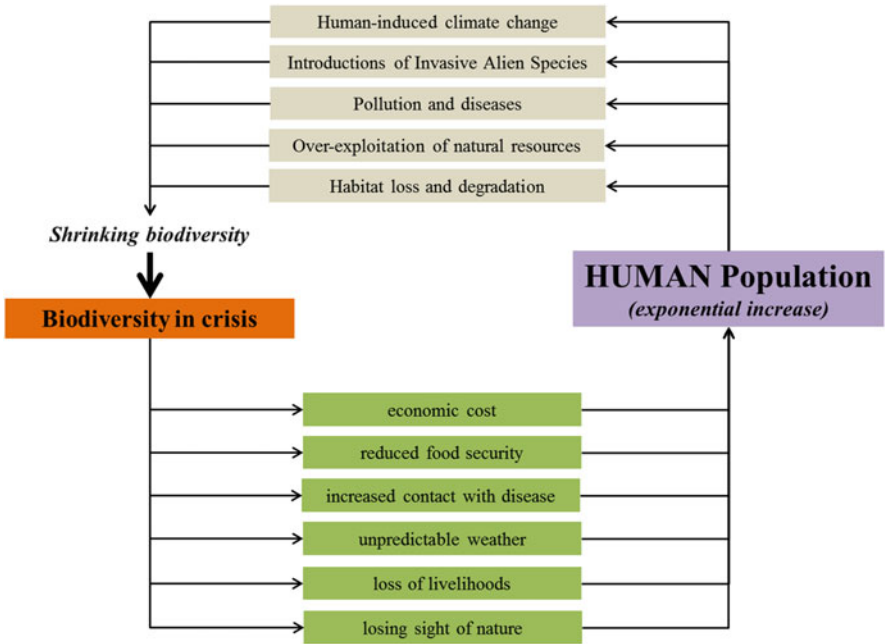 Human-induced climate change
Introductions of Invasive Alien Species
Pollution and diseases
Over-exploitation of natural resources
Habitat loss and degradation
Shrinking biodiversity
Biodiversity in crisis
HUMAN Population
(exponential increase)
economic cost
reduced food security
increased contact with disease
unpredictable weather
loss of livelihoods
losing sight of nature